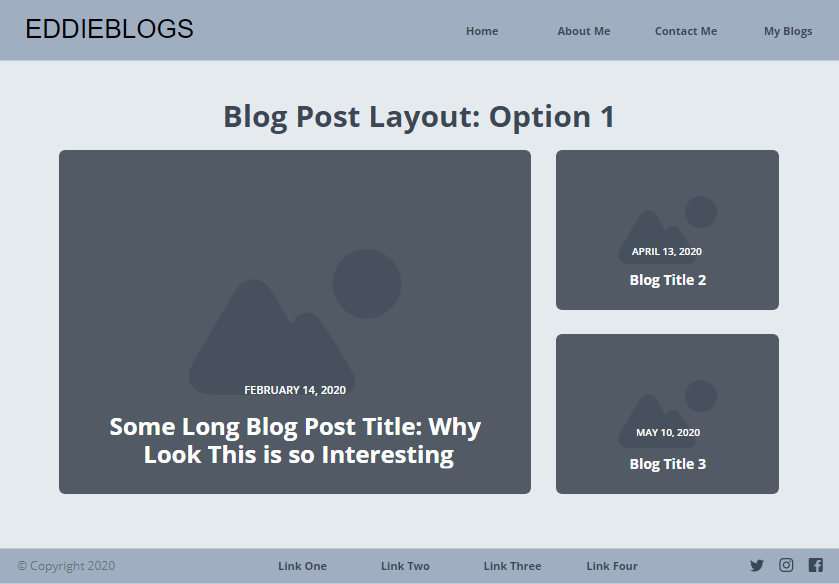 EDDIEBLOGS
Home About Me Contact Me My Blogs
Blog Post Layout: Option 1
FEBRUARY 14, 2020
Some Long Blog Post Title: Why
Look This is so Interesting
APRIL 13, 2020
Blog Title 2
MAY 10, 2020
Blog Title 3
© Copyright 2020 Link One Link Two Link Three Link Four